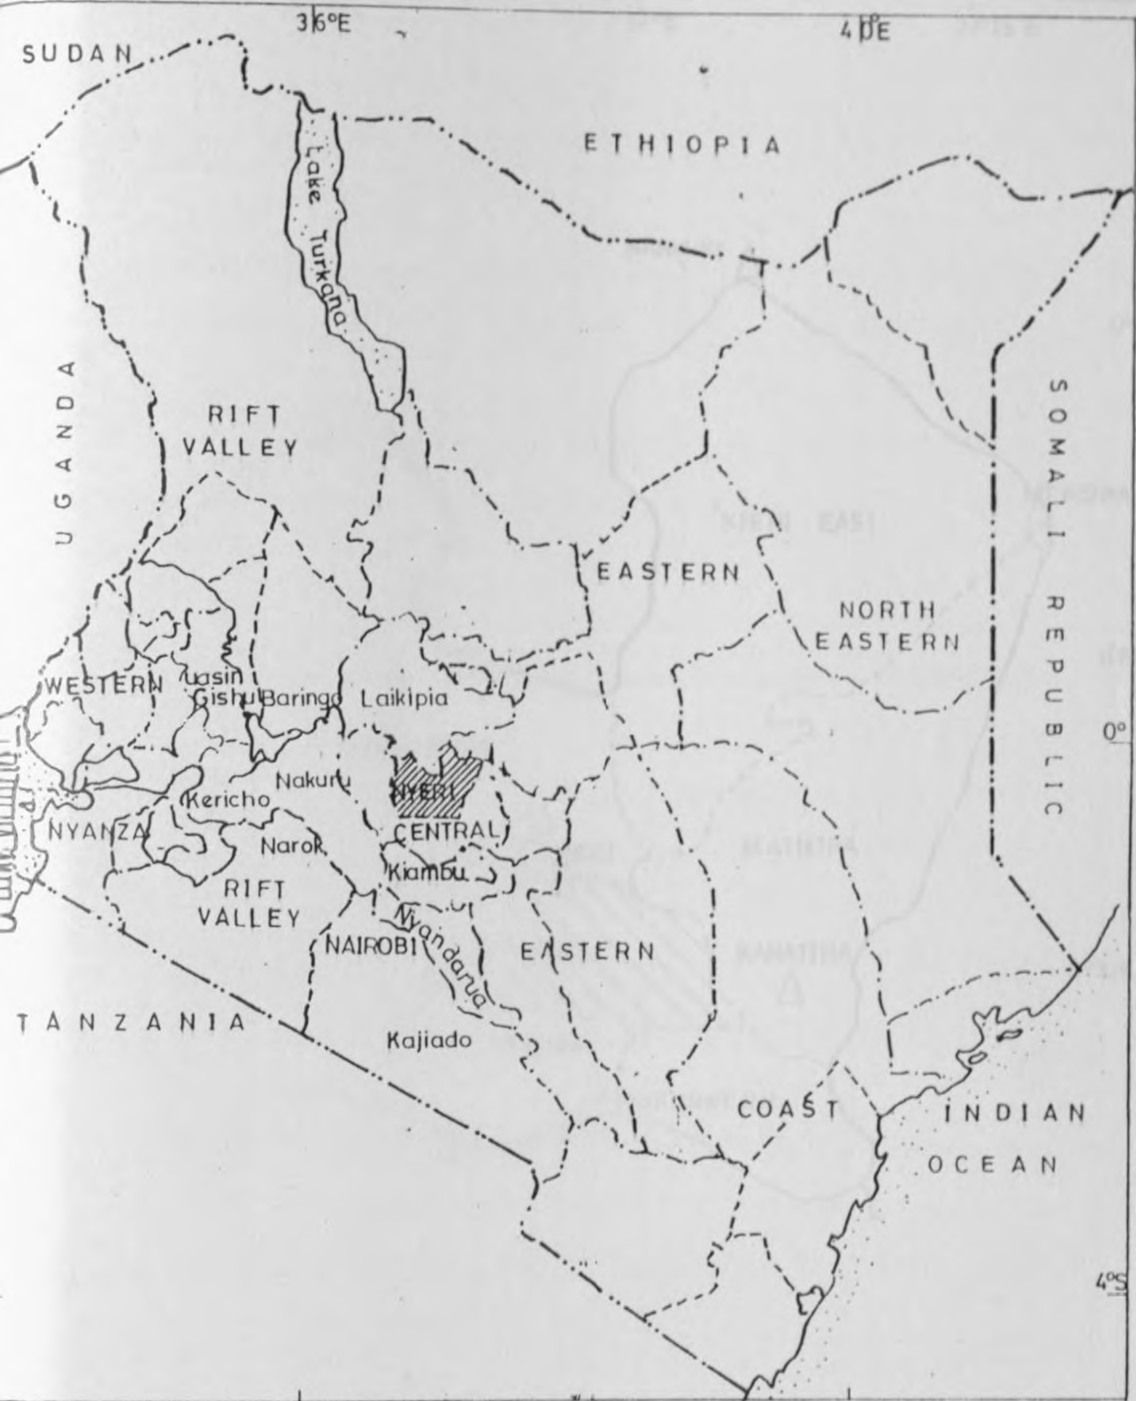 36°E
40°E
SUDAN
ETHIOPIA
Lake Turkana
UGANDA
RIFT
VALLEY
SOMALI REPUBLIC
EASTERN
NORTH
EASTERN
WESTERN
uasin
Gishu
Baringo
Laikipia
0°
Nakuru
NYERI
Kericho
NYANZA
CENTRAL
Narok
Kiambu
RIFT
VALLEY
NAIROBI
Nyandarua
EASTERN
TANZANIA
Kajiado
COAST
INDIAN
OCEAN
4°S